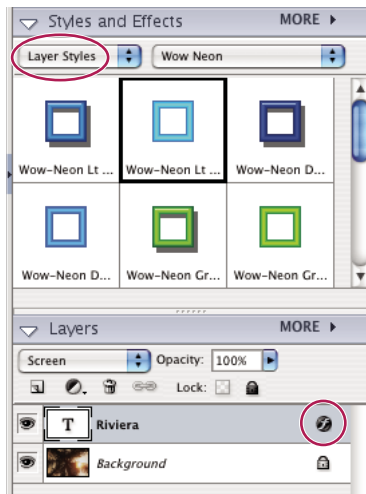 Styles and Effects MORE
Layer Styles Wow Neon
Wow-Neon Lt ... Wow-Neon Lt ... Wow-Neon D...
Wow-Neon D... Wow-Neon Gr... Wow-Neon Gr...
Layers MORE
Screen Opacity: 100%
Lock:
T Riviera
Background